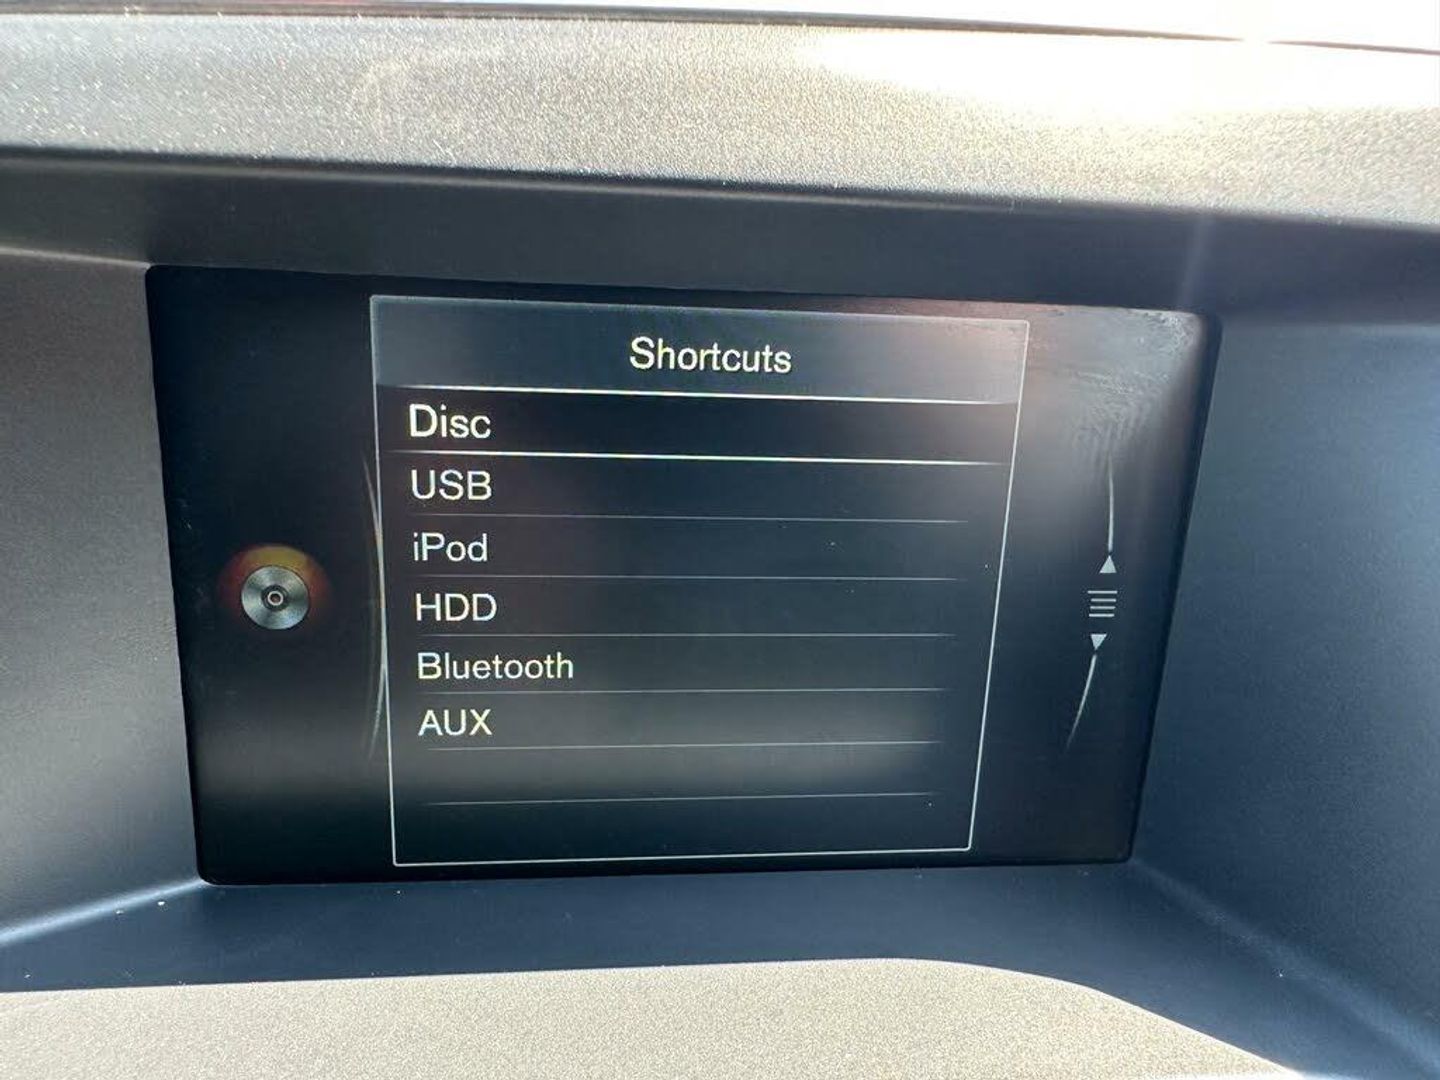 Shortcuts
Disc
USB
iPod
HDD
Bluetooth
AUX